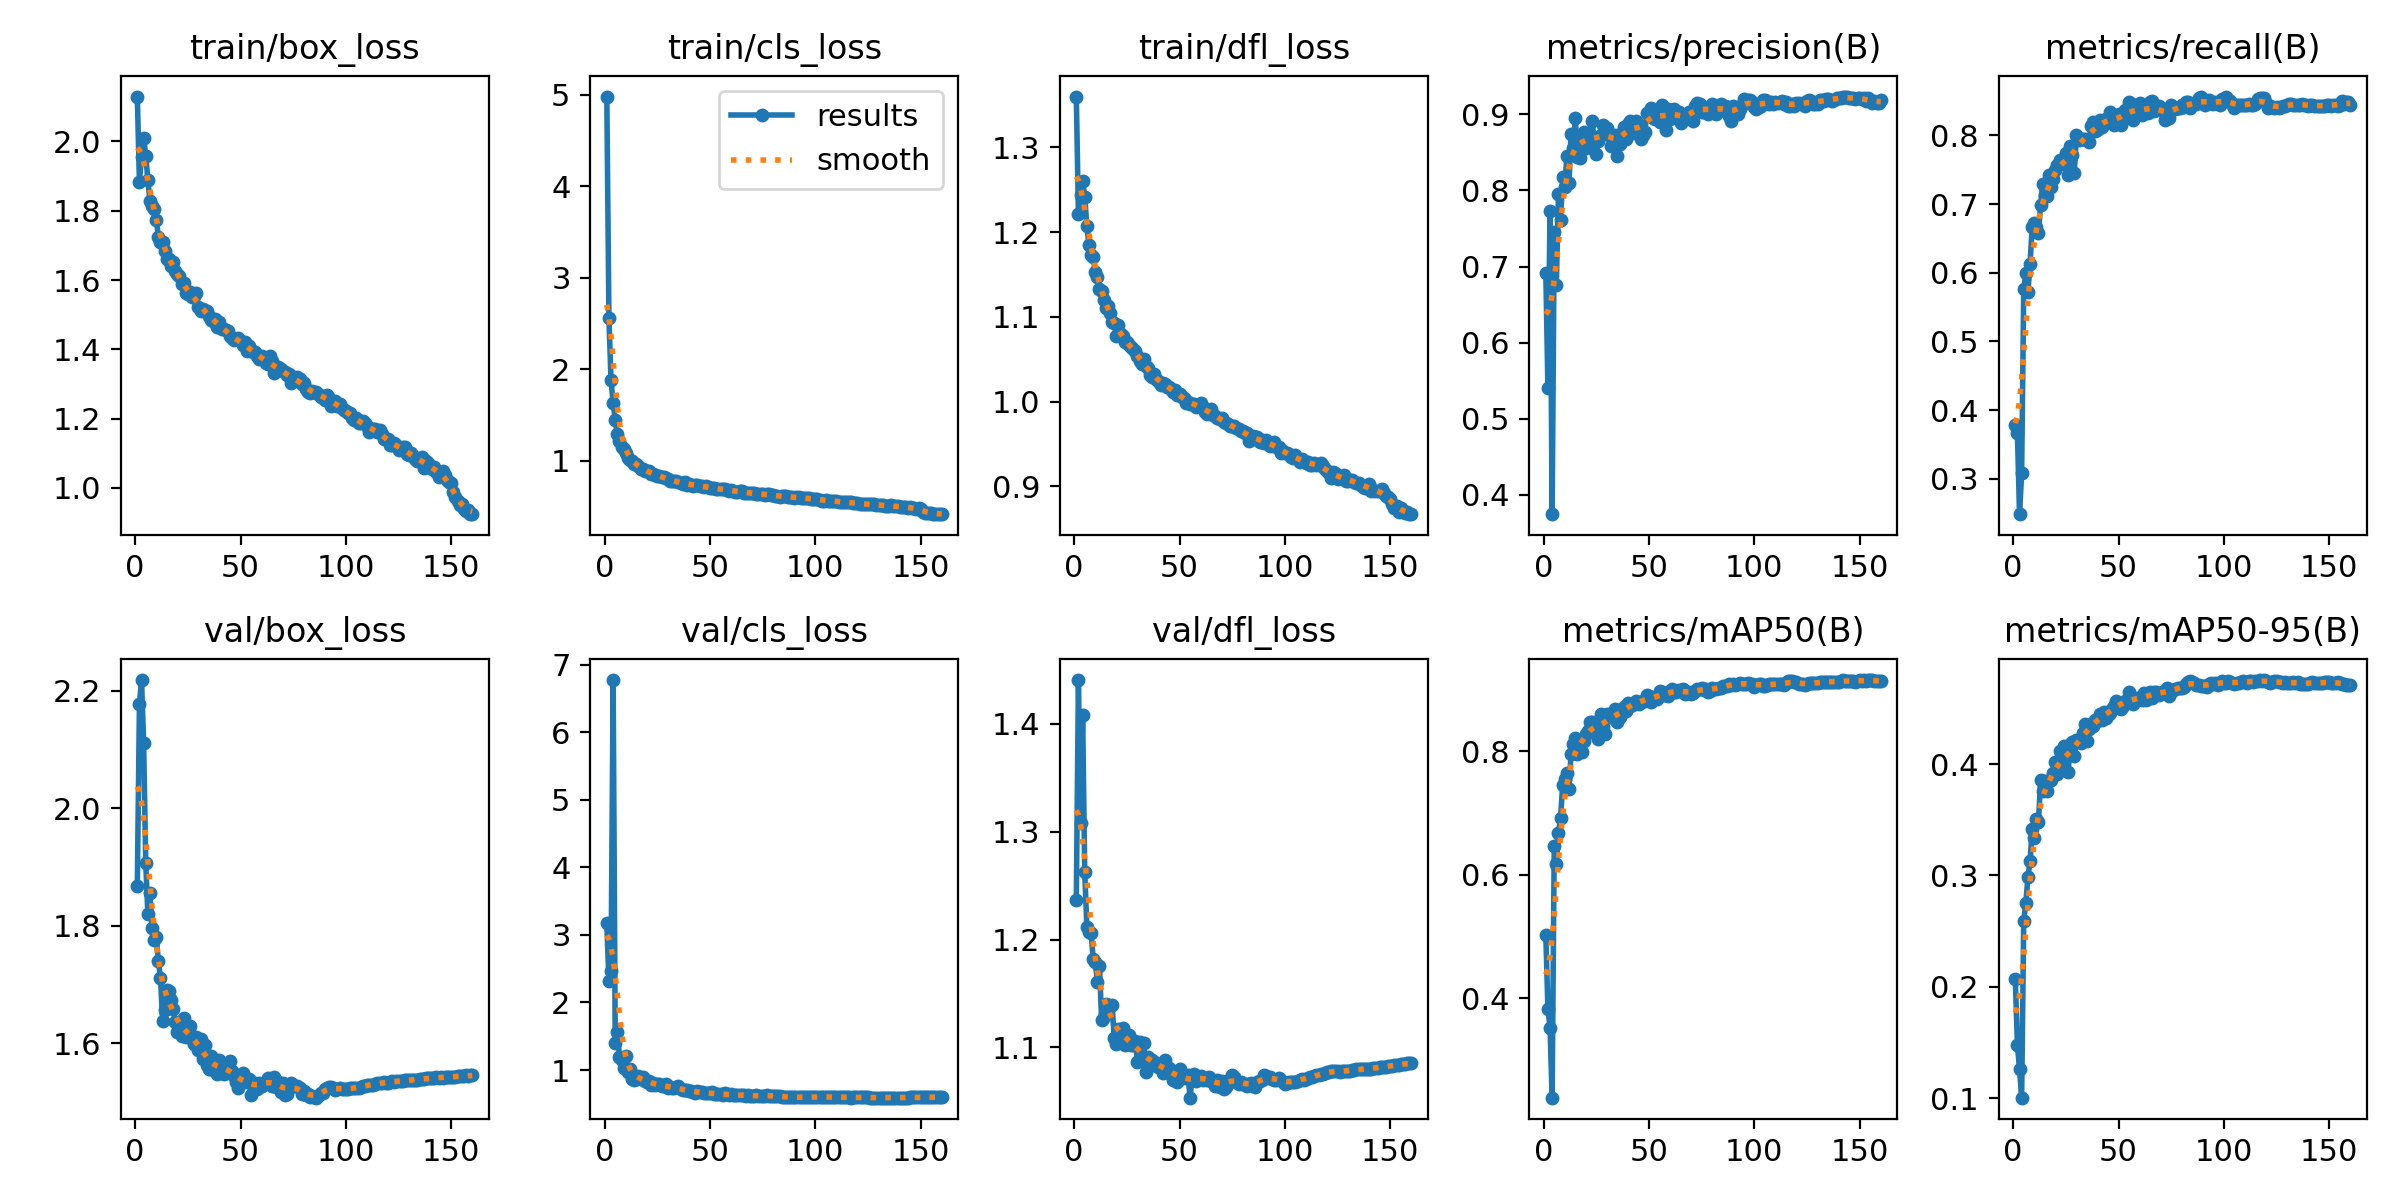 train/box_loss
train/cls_loss
train/dfl_loss
metrics/precision(B)
metrics/recall(B)
2.0
1.8
1.6
1.4
1.2
1.0
0 50 100 150
5
4
3
2
1
results
smooth
0 50 100 150
1.3
1.2
1.1
1.0
0.9
0 50 100 150
0.9
0.8
0.7
0.6
0.5
0.4
0 50 100 150
0.8
0.7
0.6
0.5
0.4
0.3
0 50 100 150
val/box_loss
val/cls_loss
val/dfl_loss
metrics/mAP50(B)
metrics/mAP50-95(B)
2.2
2.0
1.8
1.6
0 50 100 150
7
6
5
4
3
2
1
0 50 100 150
1.4
1.3
1.2
1.1
0 50 100 150
0.8
0.6
0.4
0 50 100 150
0.4
0.3
0.2
0.1
0 50 100 150